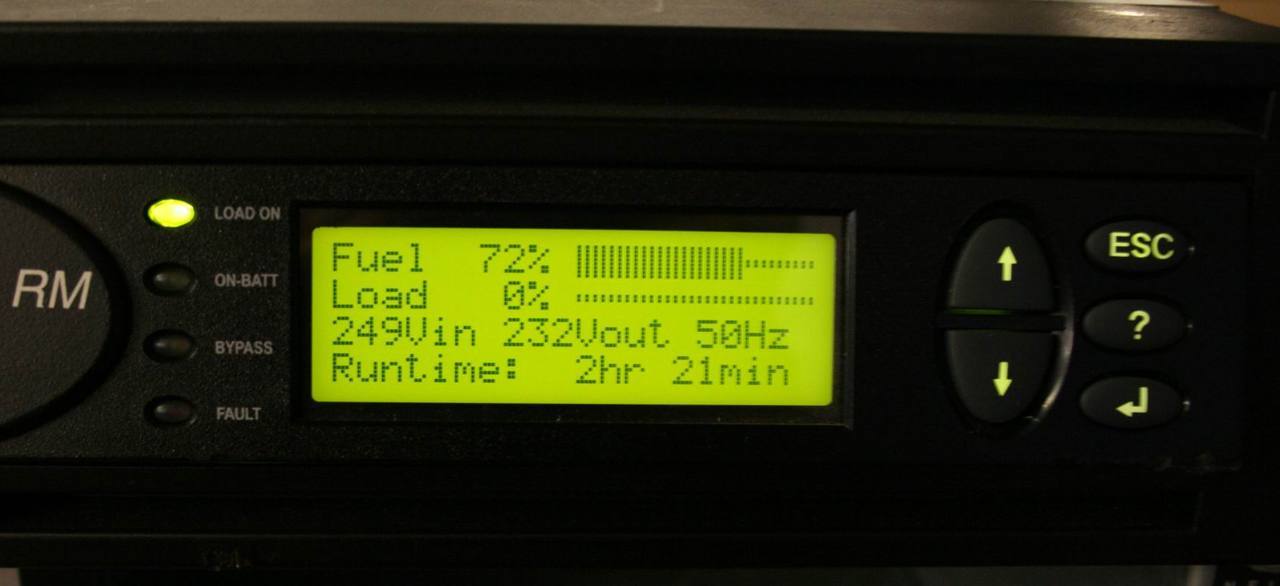 RM
LOAD ON
ON-BATT
BYPASS
FAULT
Fuel 72%
Load 0%
249Vin 232Vout 50Hz
Runtime: 2hr 21min
ESC
?